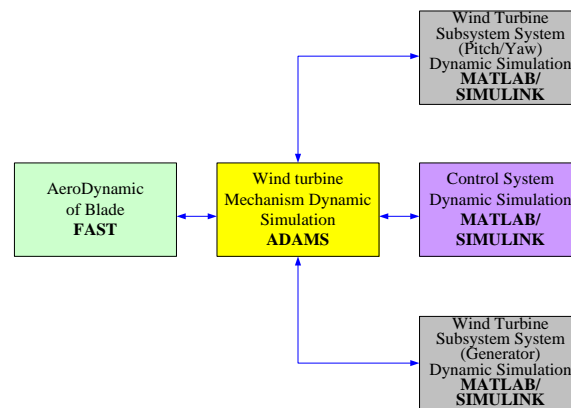 Wind Turbine
Subsystem System
(Pitch/Yaw)
Dynamic Simulation
MATLAB/
SIMULINK
AeroDynamic
of Blade
FAST
Wind turbine
Mechanism Dynamic
Simulation
ADAMS
Control System
Dynamic Simulation
MATLAB/
SIMULINK
Wind Turbine
Subsystem System
(Generator)
Dynamic Simulation
MATLAB/
SIMULINK